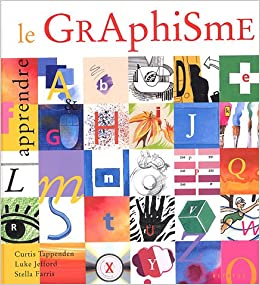 le GRAphiSmE
apprendre
A b e
G H i J
L m n Q
R S t U
X Y O
Curtis Tappenden
Luke Jefford
Stella Farris